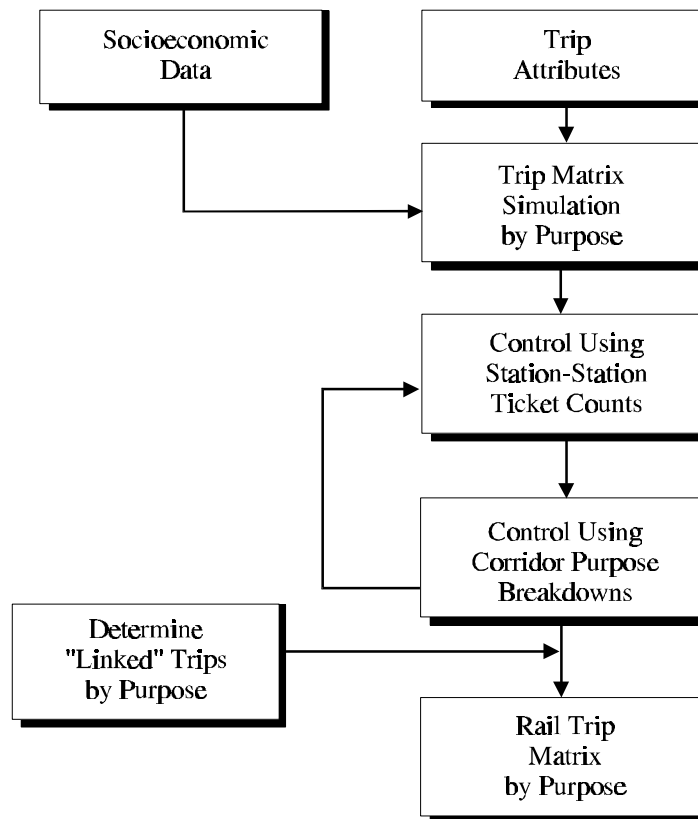 Socioeconomic
Data
Trip
Attributes
Trip Matrix
Simulation
by Purpose
Control Using
Station-Station
Ticket Counts
Control Using
Corridor Purpose
Breakdowns
Determine
"Linked" Trips
by Purpose
Rail Trip
Matrix
by Purpose